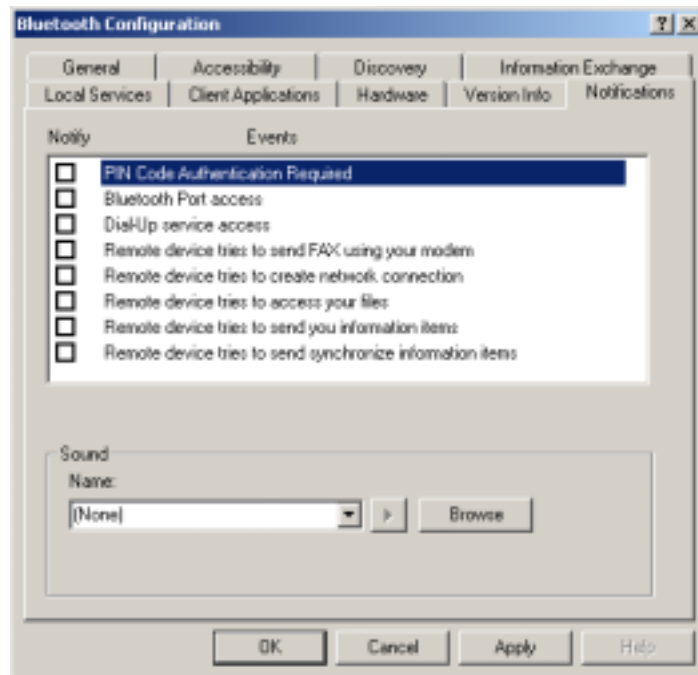 Bluetooth Configuration
General Accessibility Discovery Information Exchange
Local Services Client Applications Hardware Version Info Notifications
Notify Events
PIN Code Authentication Required
Bluetooth Port access
Dial-Up service access
Remote device tries to send FAX using your modem
Remote device tries to create network connection
Remote device tries to access your files
Remote device tries to send you information items
Remote device tries to send synchronize information items
Sound
Name:
(None)
Browse
OK Cancel Apply Help